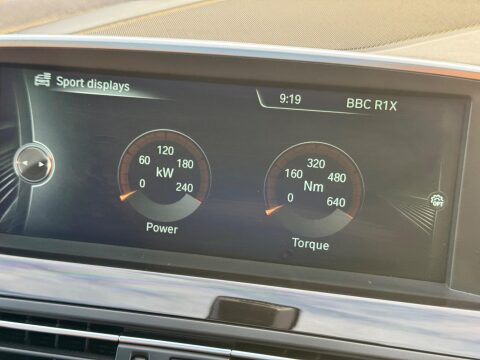 Sport displays
9:19 BBC R1X
120
60 180
kW
0 240
Power
320
160 480
Nm
0 640
Torque
OFF